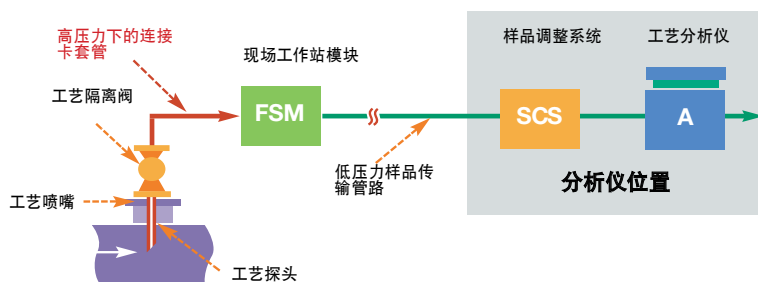 高压力下的连接
卡套管
现场工作站模块
样品调整系统
工艺分析仪
工艺隔离阀
FSM
SCS
A
低压力样品传
输管路
分析仪位置
工艺喷嘴
工艺探头